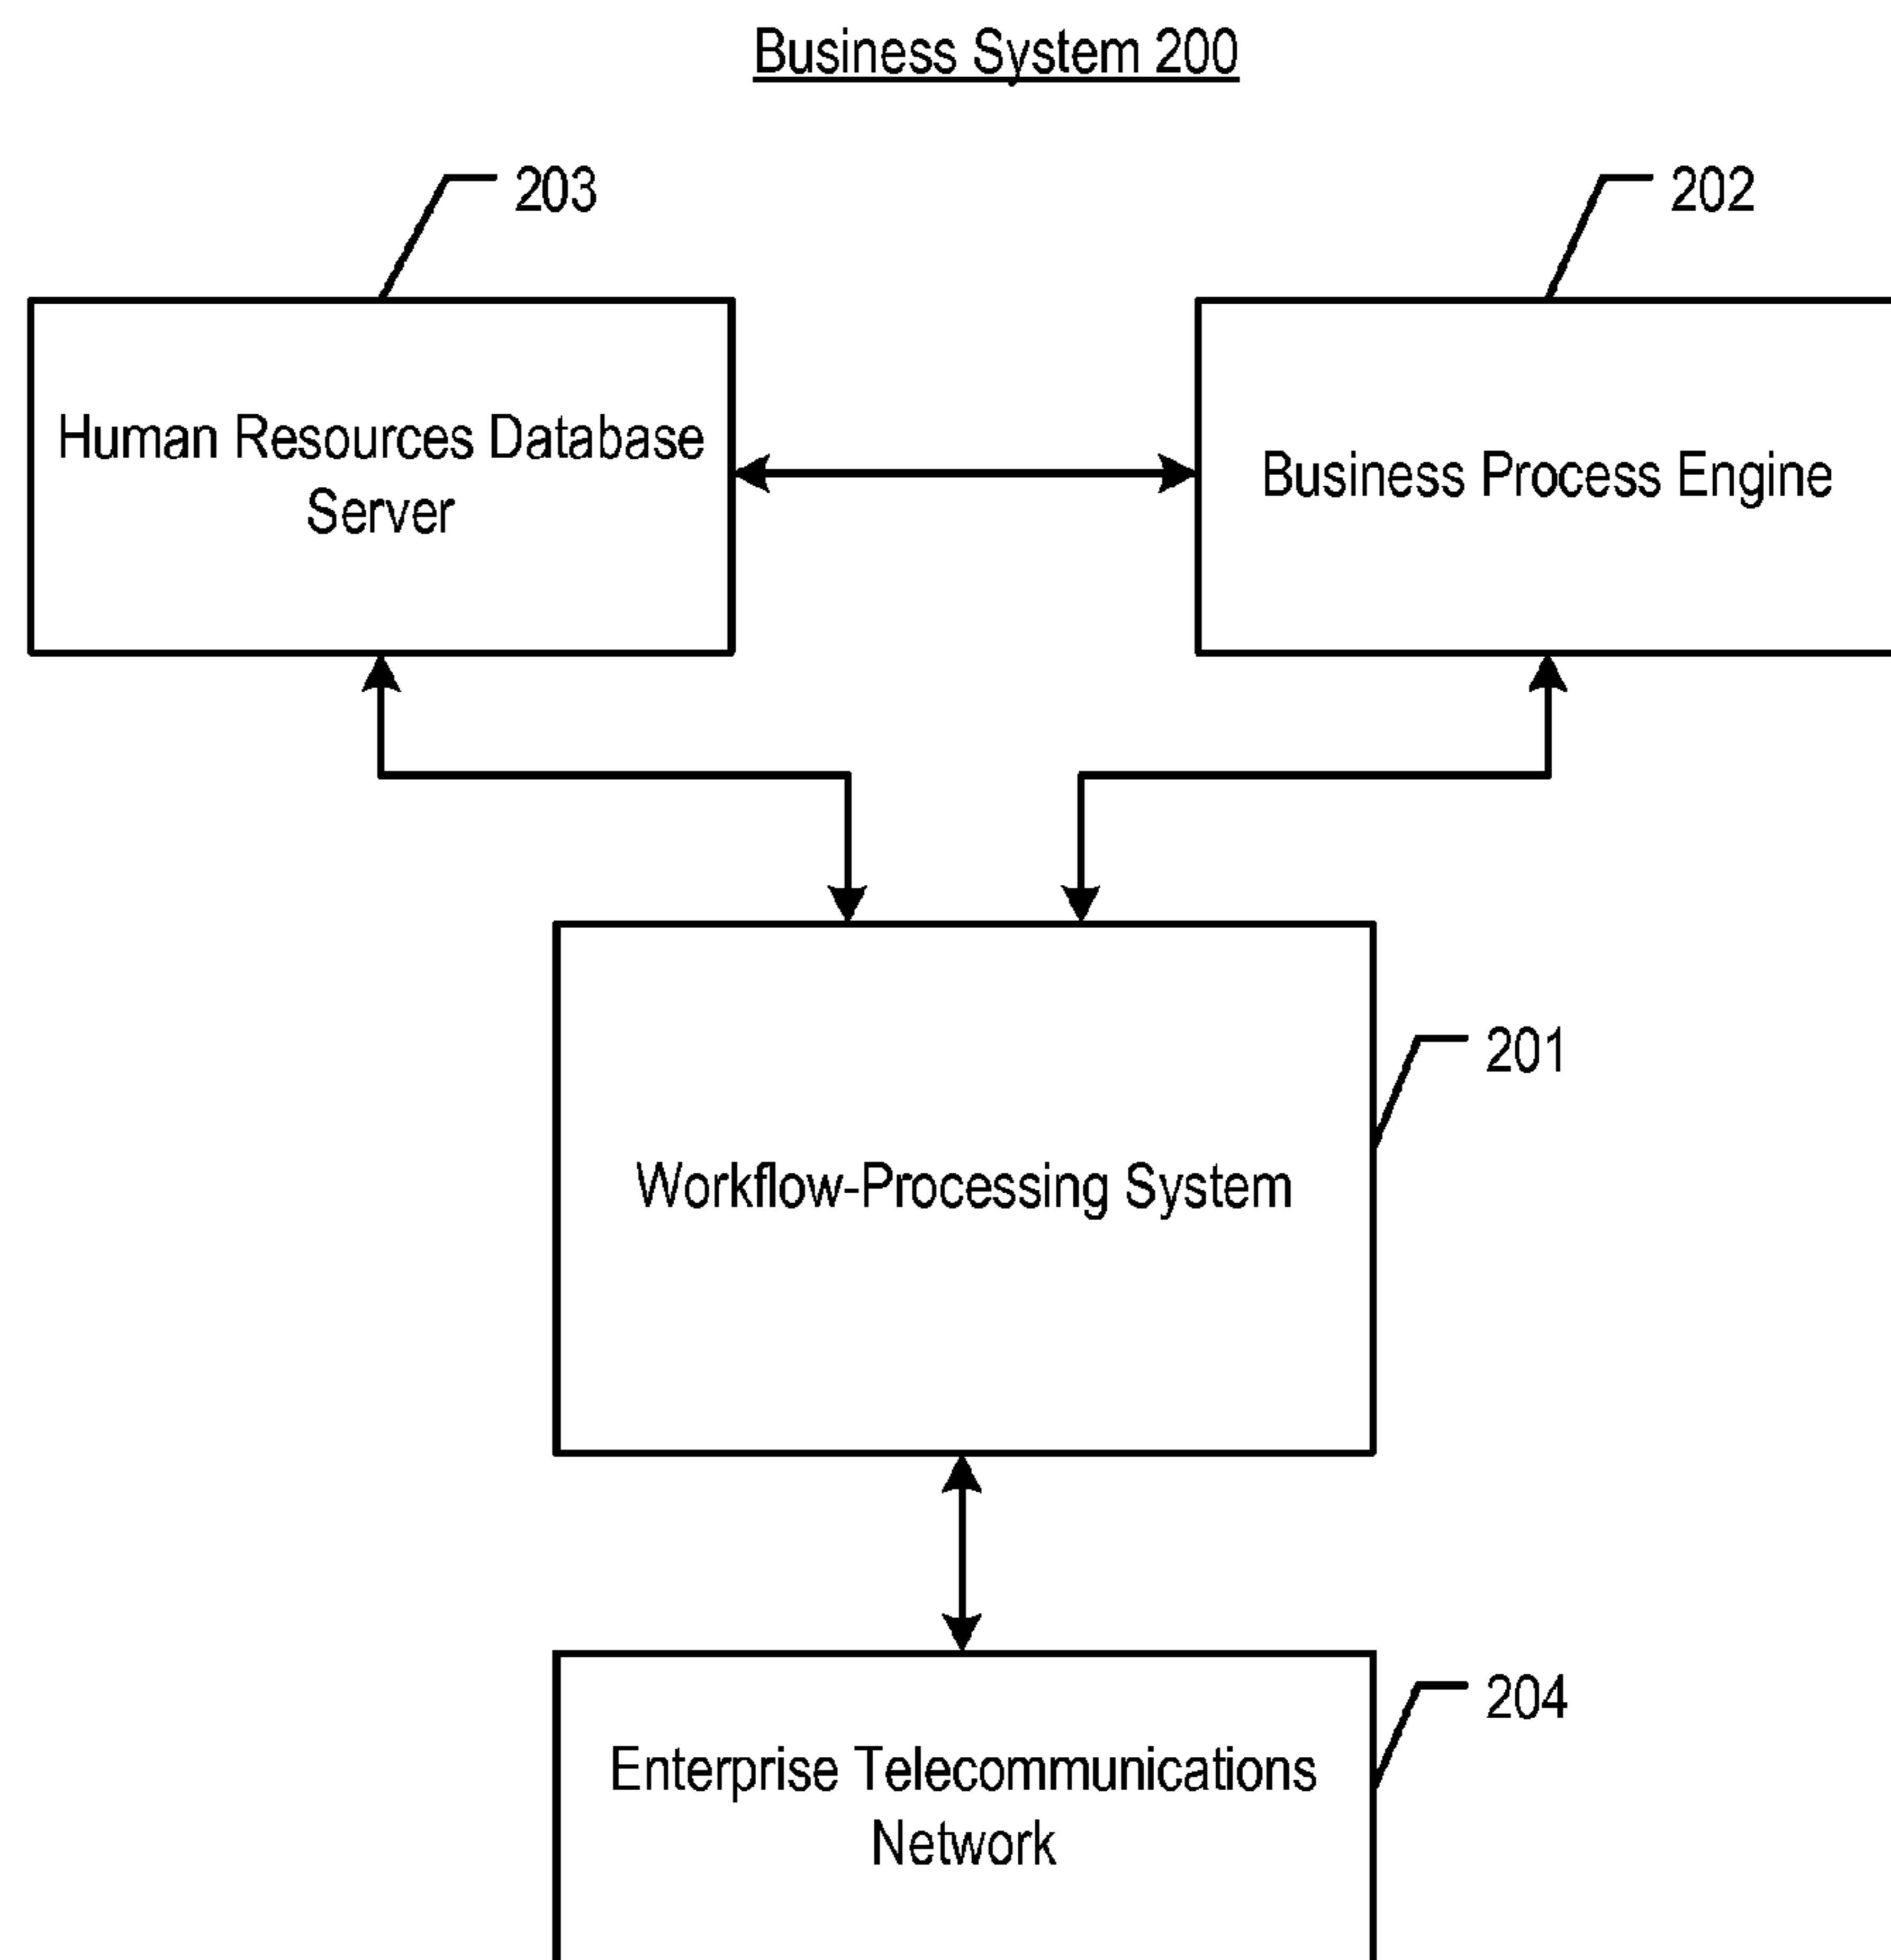 Business System 200
203
202
Human Resources Database
Server
Business Process Engine
201
Workflow-Processing System
204
Enterprise Telecommunications
Network